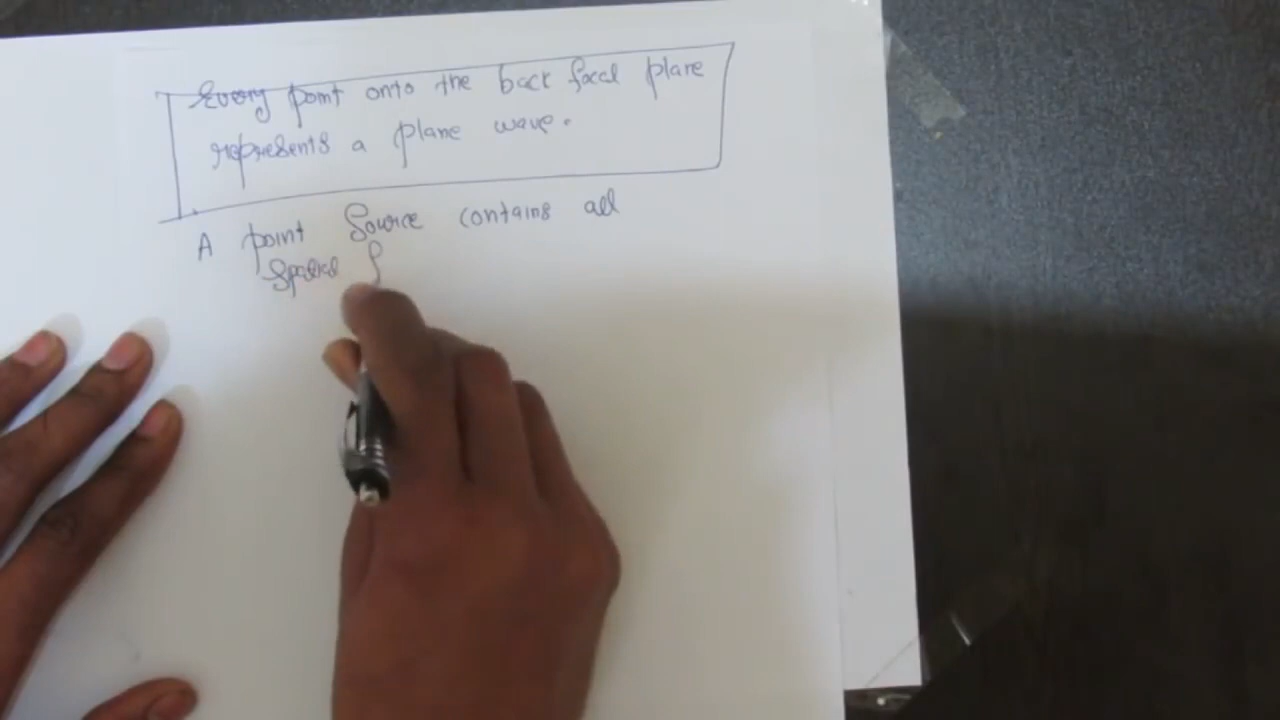 Every point onto the back focal plane
represents a plane wave.
A point Source contains all
Spatial f